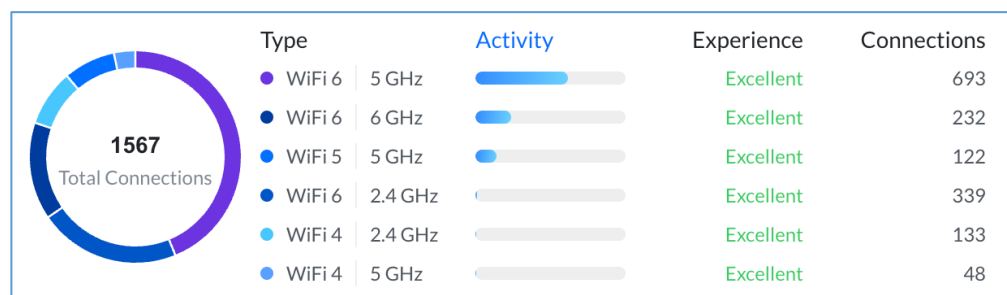 Type Activity Experience Connections
WiFi 6 5 GHz Excellent 693
WiFi 6 6 GHz Excellent 232
WiFi 5 5 GHz Excellent 122
WiFi 6 2.4 GHz Excellent 339
WiFi 4 2.4 GHz Excellent 133
WiFi 4 5 GHz Excellent 48
1567
Total Connections